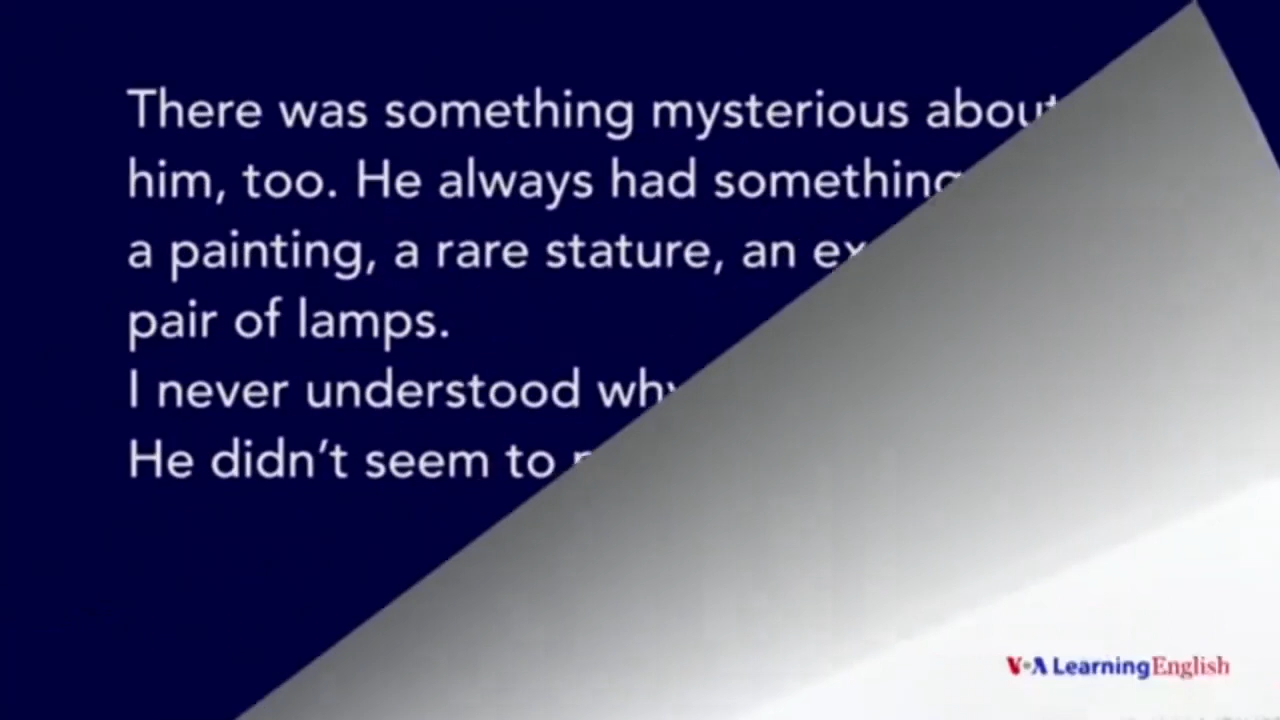 There was something mysterious about
him, too. He always had something
a painting, a rare stature, an
pair of lamps.
I never understood why
He didn't seem to
VOA Learning English